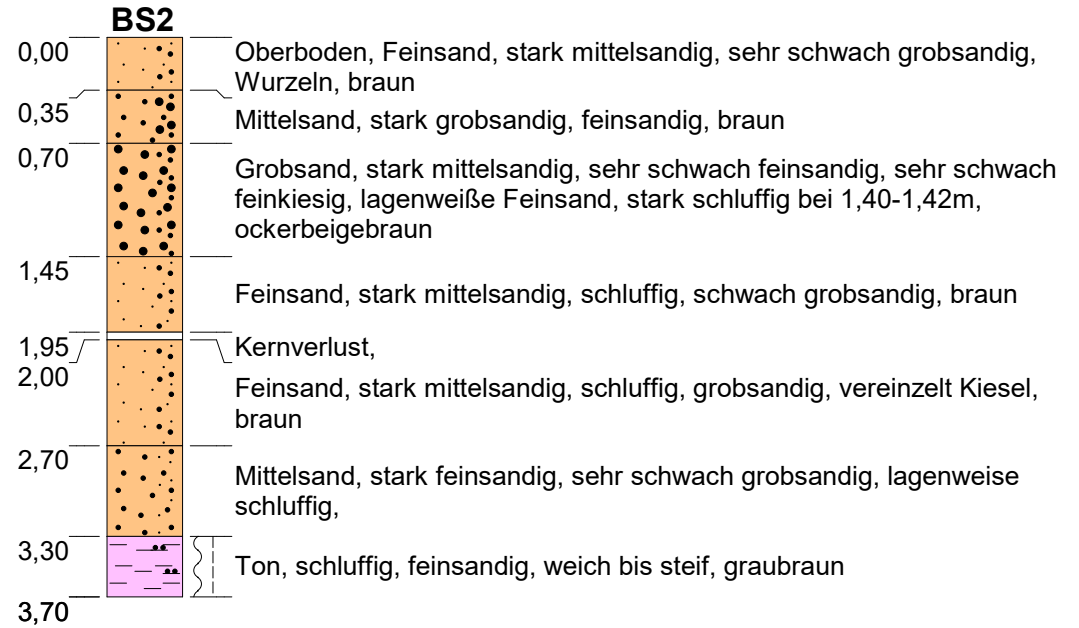 BS2
0,00
Oberboden, Feinsand, stark mittelsandig, sehr schwach grobsandig,
Wurzeln, braun
0,35
Mittelsand, stark grobsandig, feinsandig, braun
0,70
Grobsand, stark mittelsandig, sehr schwach feinsandig, sehr schwach
feinkiesig, lagenweiße Feinsand, stark schluffig bei 1,40-1,42m,
ockerbeigebraun
1,45
Feinsand, stark mittelsandig, schluffig, schwach grobsandig, braun
1,95
Kernverlust,
2,00
Feinsand, stark mittelsandig, schluffig, grobsandig, vereinzelt Kiesel,
braun
2,70
Mittelsand, stark feinsandig, sehr schwach grobsandig, lagenweise
schluffig,
3,30
Ton, schluffig, feinsandig, weich bis steif, graubraun
3,70